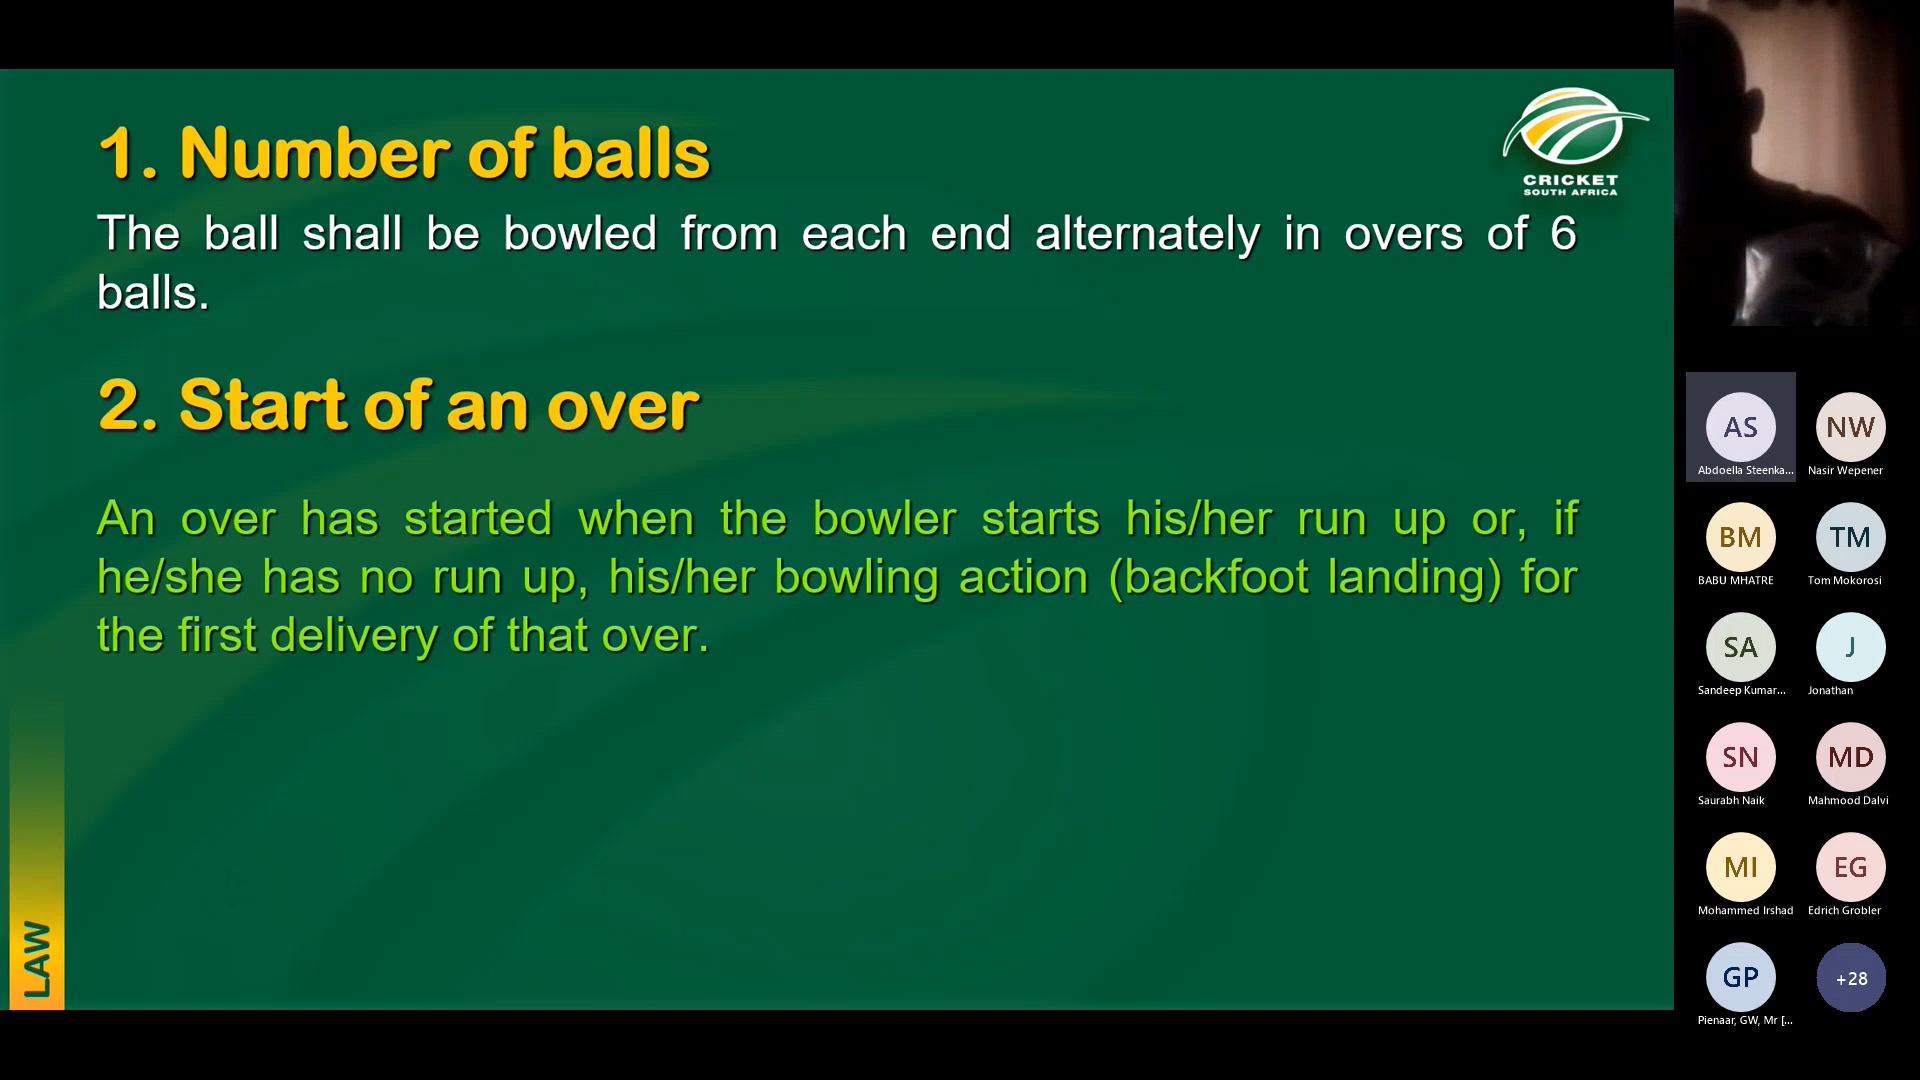 1. Number of balls
The ball shall be bowled from each end alternately in overs of 6
balls.
2. Start of an over
An over has started when the bowler starts his/her run up or, if
he/she has no run up, his/her bowling action (backfoot landing) for
the first delivery of that over.
LAW
CRICKET
SOUTH AFRICA
AS
Abdoella Steenka...
NW
Nasir Wepener
BM
BABU MHATRE
TM
Tom Mokorosi
SA
Sandeep Kumar...
J
Jonathan
SN
Saurabh Naik
MD
Mahmood Dalvi
MI
Mohammed Irshad
EG
Edrich Grobler
GP
Pienaar, GW, Mr [...
+28